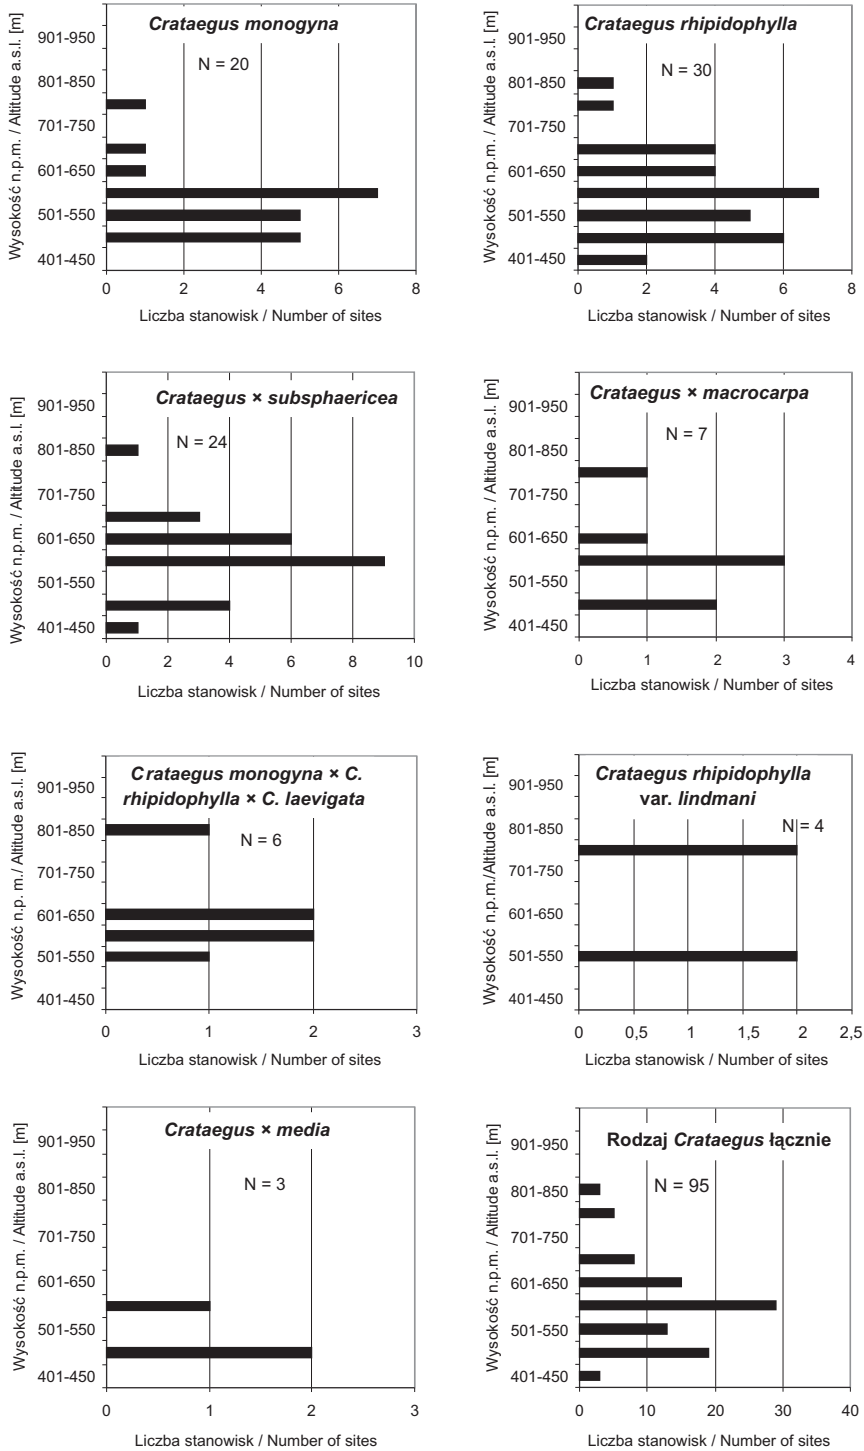 Crataegus monogyna
N = 20
Wysokość n.p.m. / Altitude a.s.l. [m]
901-950
801-850
701-750
601-650
501-550
401-450
0 2 4 6 8
Liczba stanowisk / Number of sites
Crataegus rhipidophylla
N = 30
Wysokość n.p.m. / Altitude a.s.l. [m]
901-950
801-850
701-750
601-650
501-550
401-450
0 2 4 6 8
Liczba stanowisk / Number of sites
Crataegus × subsphaericea
N = 24
Wysokość n.p.m. / Altitude a.s.l. [m]
901-950
801-850
701-750
601-650
501-550
401-450
0 2 4 6 8 10
Liczba stanowisk / Number of sites
Crataegus × macrocarpa
N = 7
Wysokość n.p.m. / Altitude a.s.l. [m]
901-950
801-850
701-750
601-650
501-550
401-450
0 1 2 3 4
Liczba stanowisk / Number of sites
Crataegus monogyna × C.
rhipidophylla × C. laevigata
N = 6
Wysokość n.p. m./ Altitude a.s.l. [m]
901-950
801-850
701-750
601-650
501-550
401-450
0 1 2 3
Liczba stanowisk / Number of sites
Crataegus rhipidophylla
var. lindmani
N = 4
Wysokość n.p.m./Altitude a.s.l. [m]
901-950
801-850
701-750
601-650
501-550
401-450
0 0,5 1 1,5 2 2,5
Liczba stanowisk / Number of sites
Crataegus × media
N = 3
Wysokość n.p.m. / Altitude a.s.l. [m]
901-950
801-850
701-750
601-650
501-550
401-450
0 1 2 3
Liczba stanowisk / Number of sites
Rodzaj Crataegus łącznie
N = 95
Wysokość n.p.m. / Altitude a.s.l. [m]
901-950
801-850
701-750
601-650
501-550
401-450
0 10 20 30 40
Liczba stanowisk / Number of sites